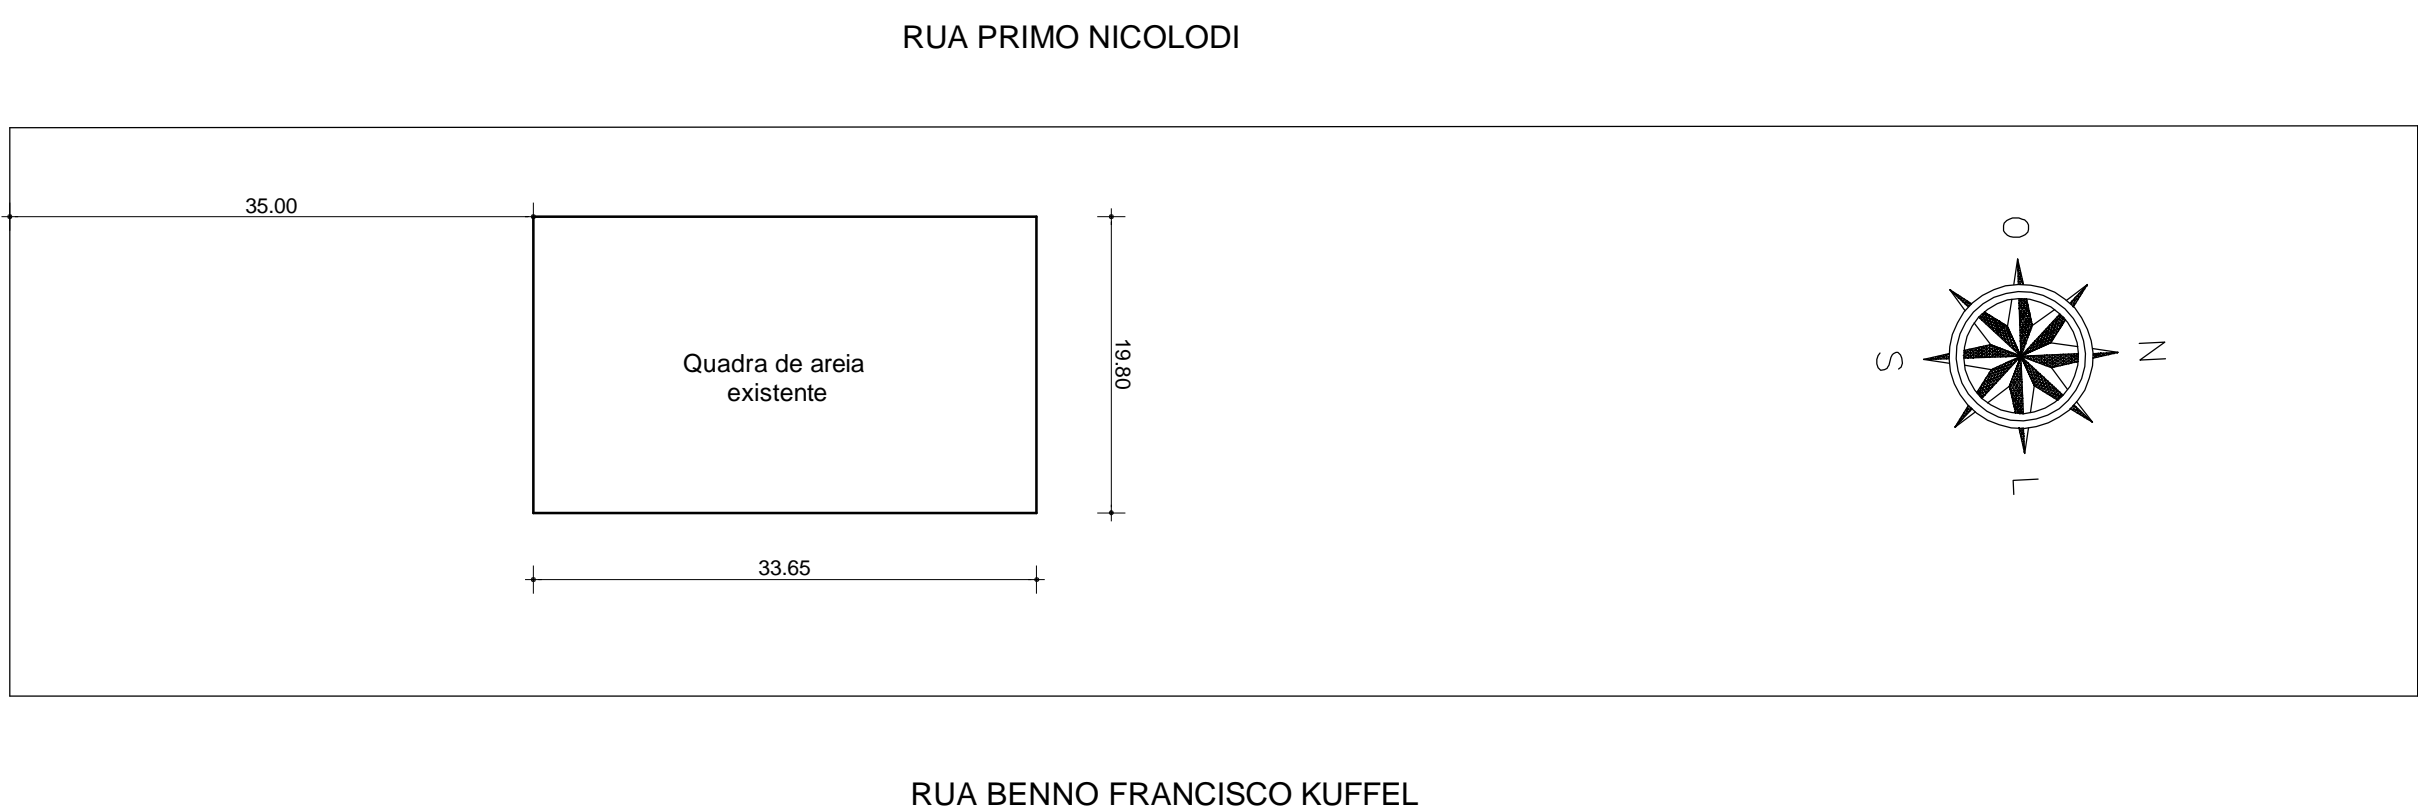 RUA PRIMO NICOLODI
35.00
O
19.80
Quadra de areia
existente
S
N
L
33.65
RUA BENNO FRANCISCO KUFFEL